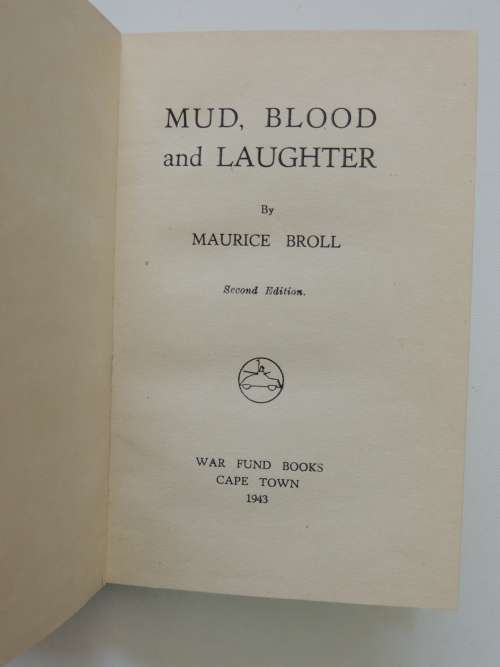 MUD, BLOOD
and LAUGHTER
By
MAURICE BROLL
Second Edition.
WAR FUND BOOKS
CAPE TOWN
1943